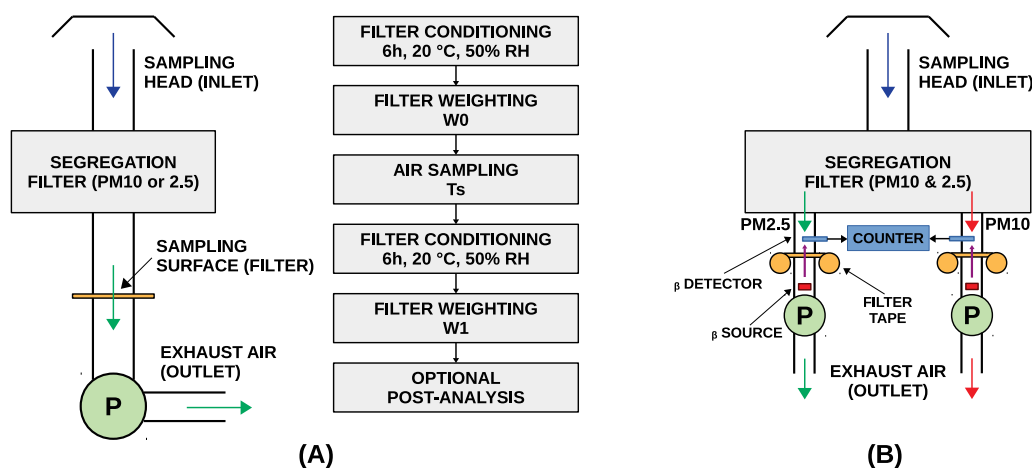 SAMPLING
HEAD (INLET)
SEGREGATION
FILTER (PM10 or 2.5)
SAMPLING
SURFACE (FILTER)
EXHAUST AIR
(OUTLET)
P
FILTER CONDITIONING
6h, 20 °C, 50% RH
FILTER WEIGHTING
W0
AIR SAMPLING
Ts
FILTER CONDITIONING
6h, 20°C, 50% RH
FILTER WEIGHTING
W1
OPTIONAL
POST-ANALYSIS
(A)
SAMPLING
HEAD (INLET)
SEGREGATION
FILTER (PM10 & 2.5)
PM2.5
PM10
COUNTER
β DETECTOR
FILTER
TAPE
β SOURCE
P
P
EXHAUST AIR
(OUTLET)
(B)